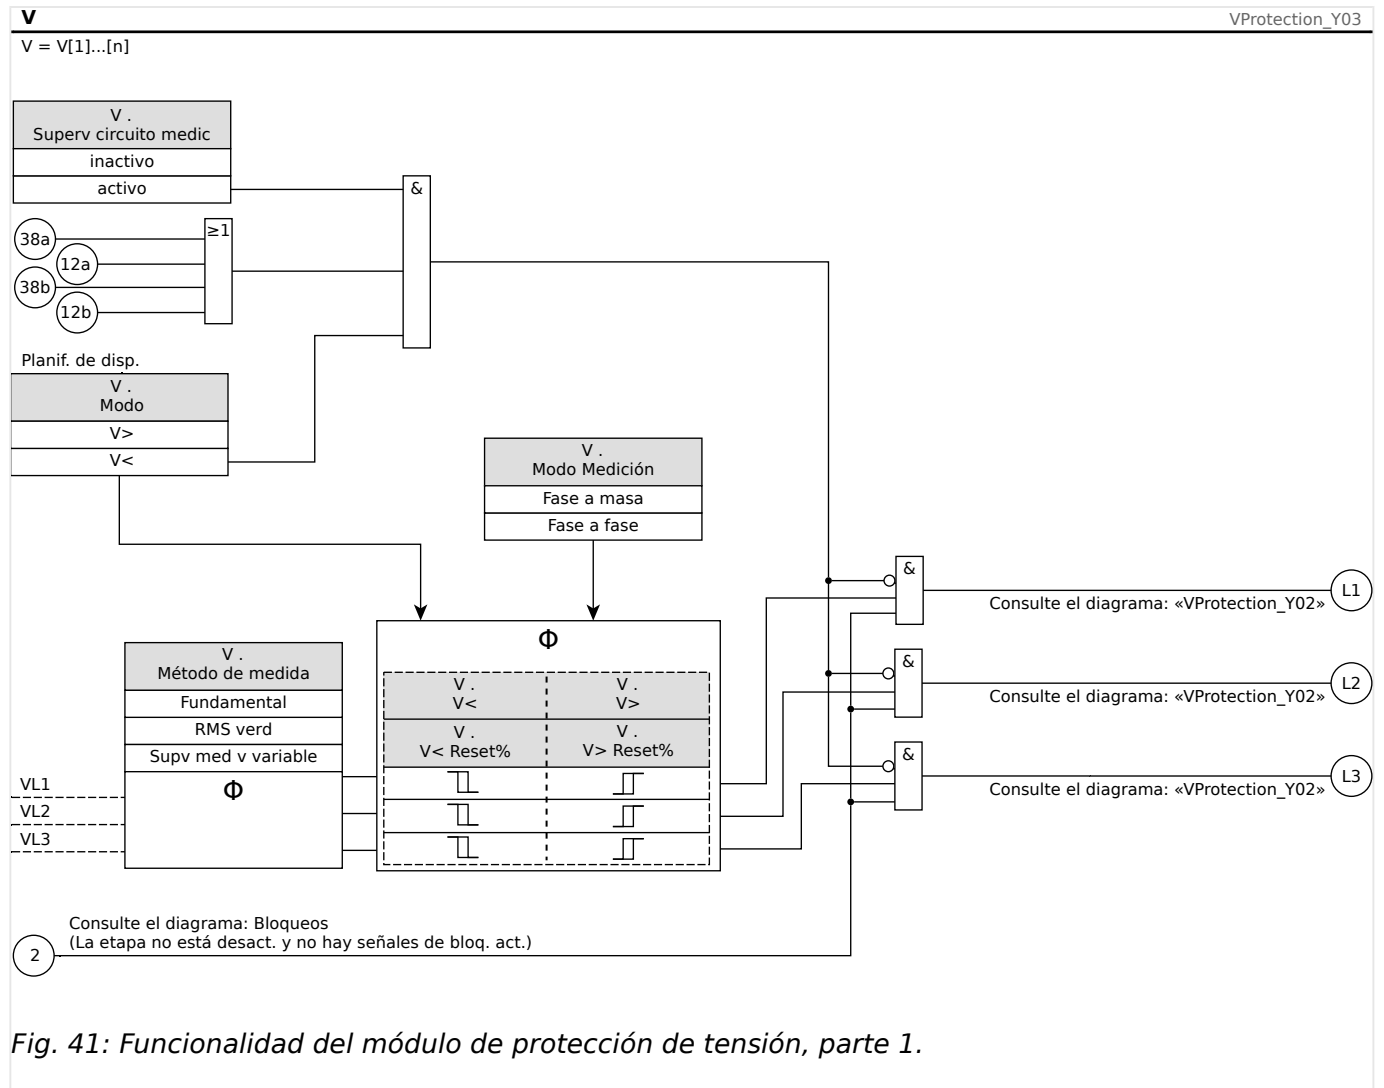 V
VProtection_Y03
V = V[1]...[n]
V .
Superv circuito medic
inactivo
activo
&
≥1
38a
12a
38b
12b
Planif. de disp.
V .
Modo
V>
V<
V .
Modo Medición
Fase a masa
Fase a fase
&
L1
Consulte el diagrama: «VProtection_Y02»
&
L2
Consulte el diagrama: «VProtection_Y02»
&
L3
Consulte el diagrama: «VProtection_Y02»
V .
Método de medida
Fundamental
RMS verd
Supv med v variable
Φ
VL1
VL2
VL3
Φ
V .
V<
V .
V>
V .
V< Reset%
V .
V> Reset%
Consulte el diagrama: Bloqueos
(La etapa no está desact. y no hay señales de bloq. act.)
2
Fig. 41: Funcionalidad del módulo de protección de tensión, parte 1.